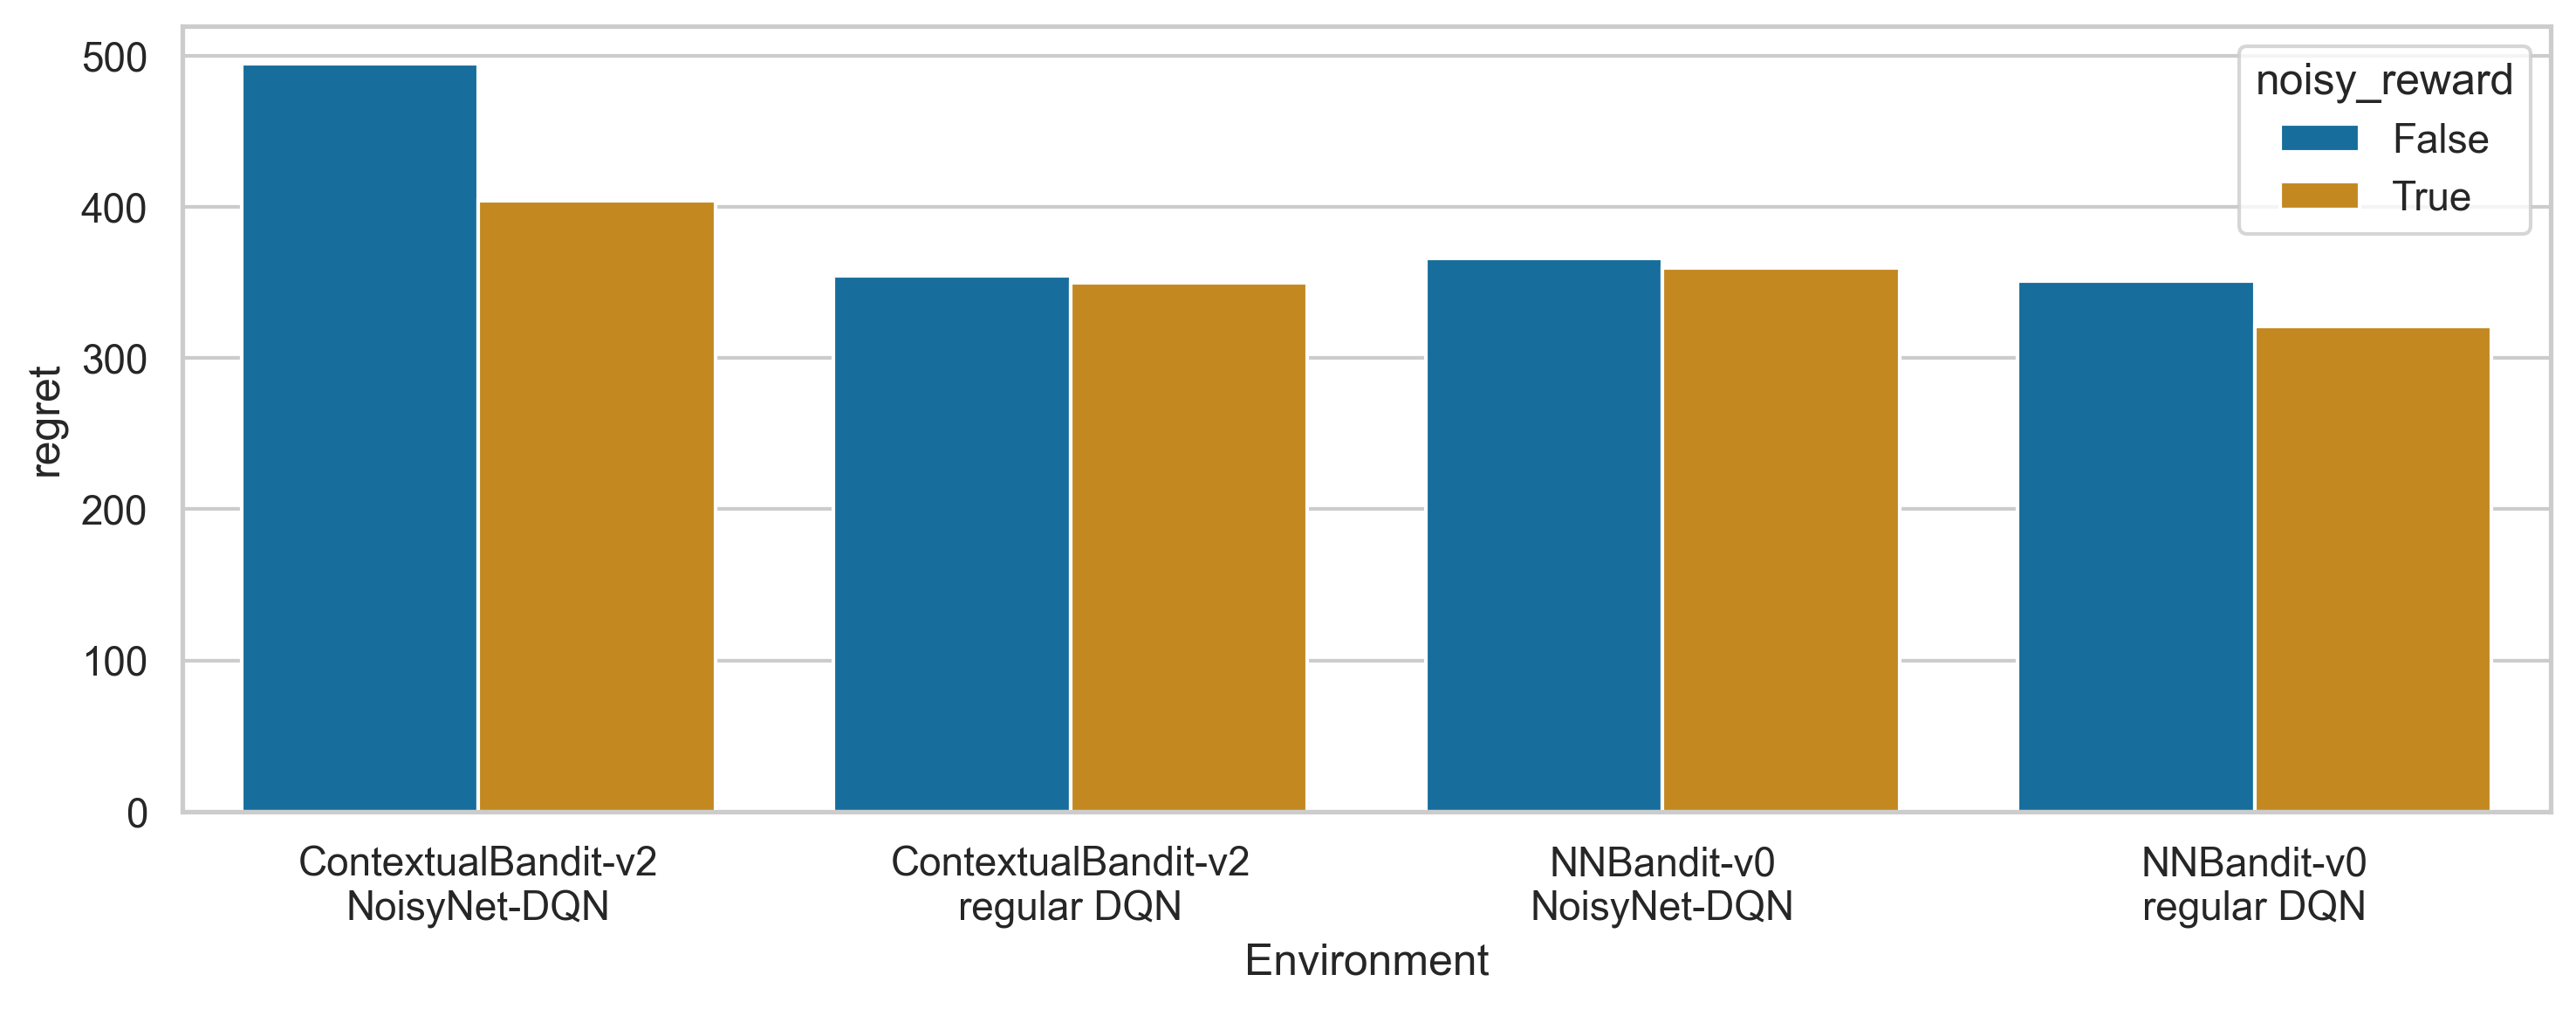 500
400
300
200
100
0
regret
noisy_reward
False
True
ContextualBandit-v2
NoisyNet-DQN
ContextualBandit-v2
regular DQN
NNBandit-v0
NoisyNet-DQN
NNBandit-v0
regular DQN
Environment